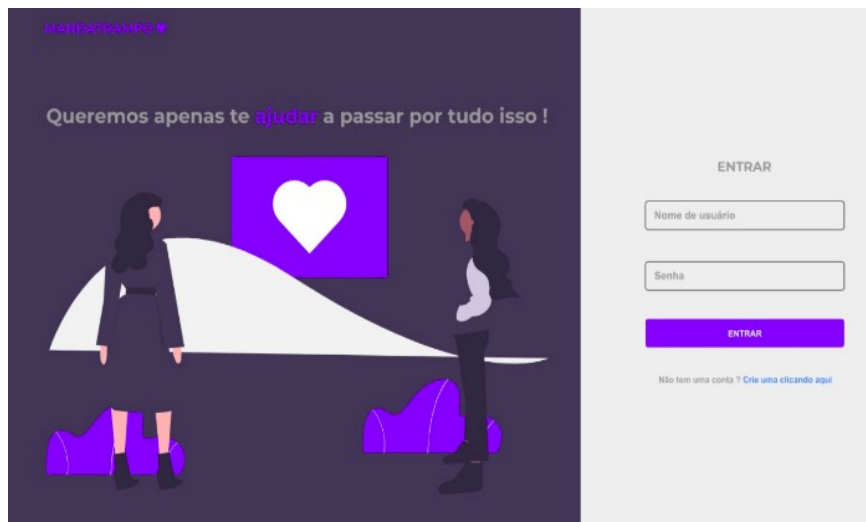 MANDATRAMPO
Queremos apenas te ajudar a passar por tudo isso !
ENTRAR
Nome de usuário
Senha
ENTRAR
Não tem uma conta ? Crie uma clicando aqui